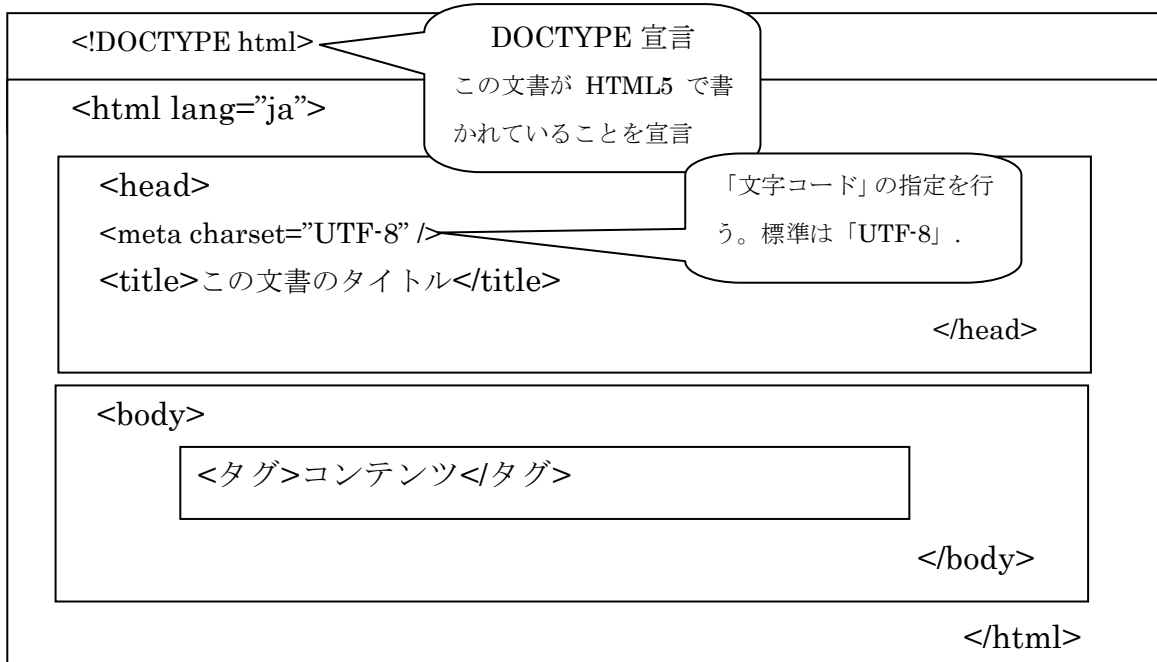 <!DOCTYPE html>
DOCTYPE 宣言
この文書が HTML5 で書
かれていることを宣言
<html lang=”ja”>
<head>
<meta charset=”UTF-8” />
「文字コード」の指定を行
う。標準は「UTF-8」.
<title>この文書のタイトル</title>
</head>
<body>
<タグ>コンテンツ</タグ>
</body>
</html>